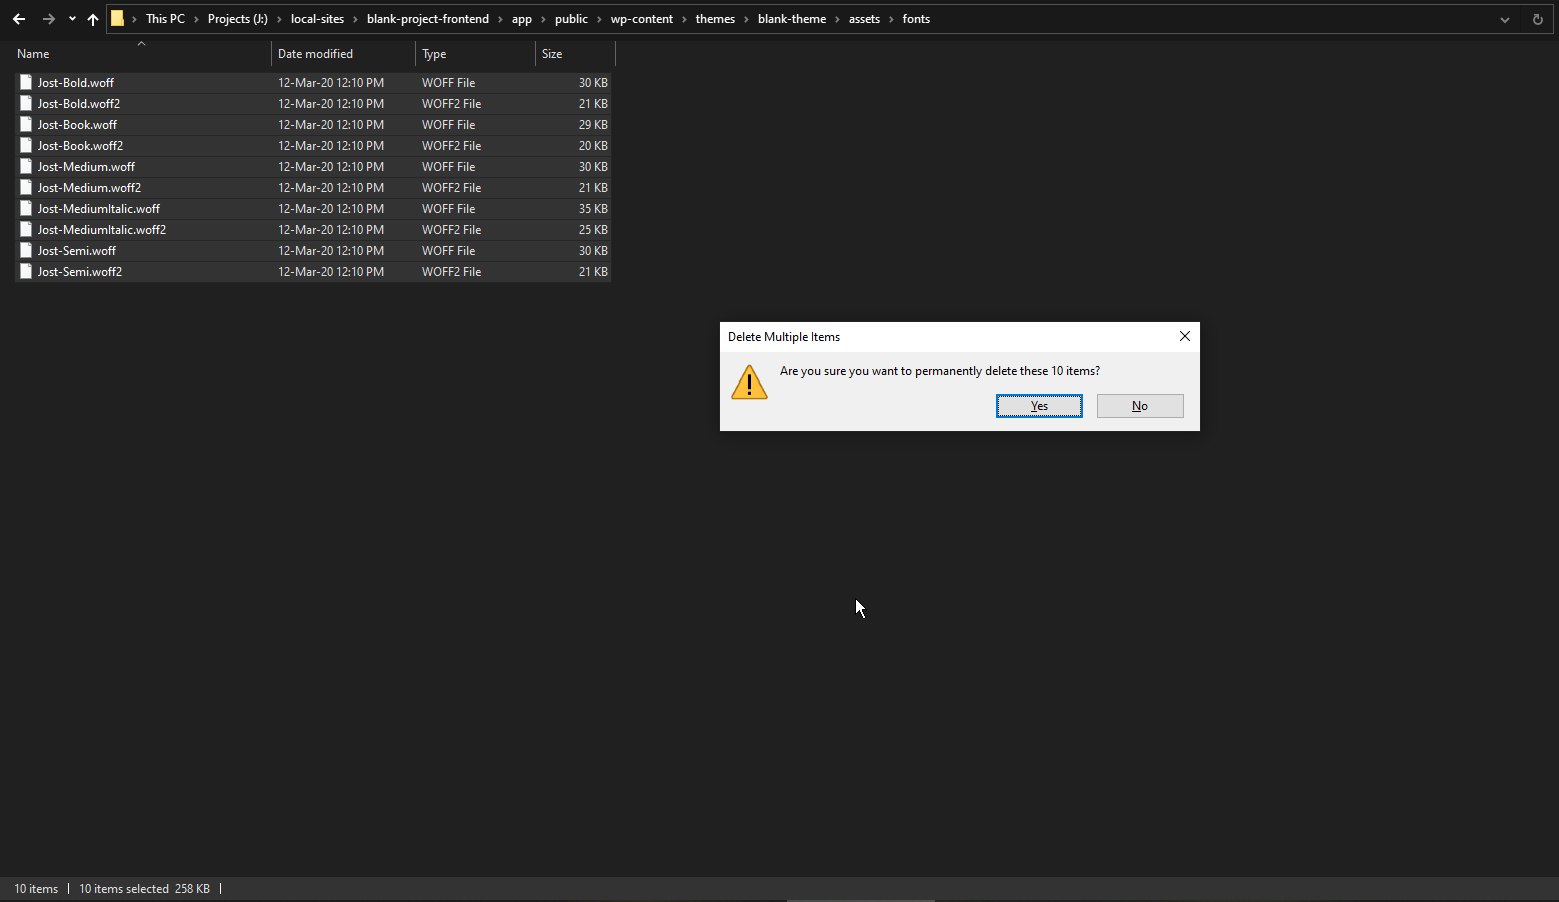 This PC > Projects (J:) > local-sites > blank-project-frontend > app > public > wp-content > themes > blank-theme > assets > fonts
Name Date modified Type Size
Jost-Bold.woff 12-Mar-20 12:10 PM WOFF File 30 KB
Jost-Bold.woff2 12-Mar-20 12:10 PM WOFF2 File 21 KB
Jost-Book.woff 12-Mar-20 12:10 PM WOFF File 29 KB
Jost-Book.woff2 12-Mar-20 12:10 PM WOFF2 File 20 KB
Jost-Medium.woff 12-Mar-20 12:10 PM WOFF File 30 KB
Jost-Medium.woff2 12-Mar-20 12:10 PM WOFF2 File 21 KB
Jost-MediumItalic.woff 12-Mar-20 12:10 PM WOFF File 35 KB
Jost-MediumItalic.woff2 12-Mar-20 12:10 PM WOFF2 File 25 KB
Jost-Semi.woff 12-Mar-20 12:10 PM WOFF File 30 KB
Jost-Semi.woff2 12-Mar-20 12:10 PM WOFF2 File 21 KB
Delete Multiple Items
Are you sure you want to permanently delete these 10 items?
Yes No
10 items | 10 items selected 258 KB |